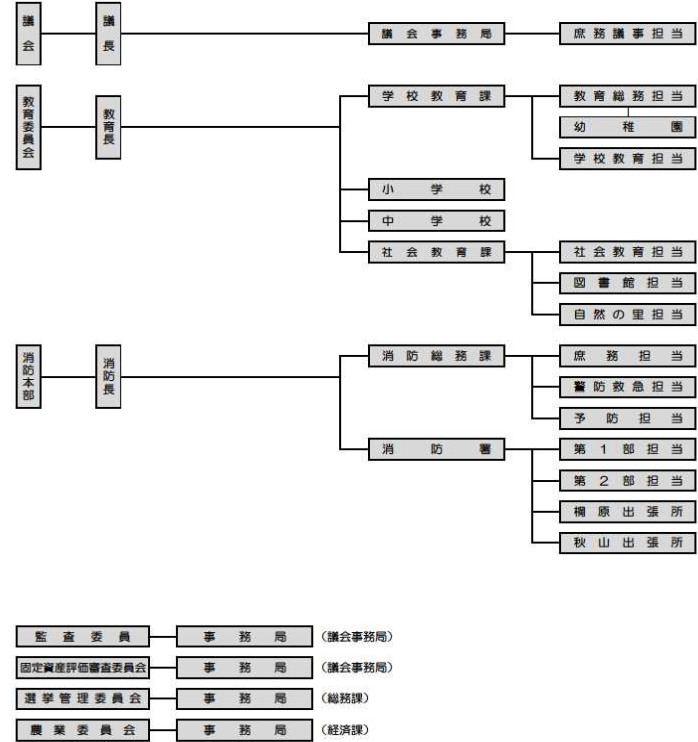 議会
議長
議会事務局
庶務議事担当
教育委員会
教育長
学校教育課
教育総務担当
幼稚園
学校教育担当
小学校
中学校
社会教育課
社会教育担当
図書館担当
自然の里担当
消防本部
消防長
消防総務課
庶務担当
警防救急担当
予防担当
消防署
第1部担当
第2部担当
棡原出張所
秋山出張所
監査委員 事務局 (議会事務局)
固定資産評価審査委員会 事務局 (議会事務局)
選挙管理委員会 事務局 (総務課)
農業委員会 事務局 (経済課)